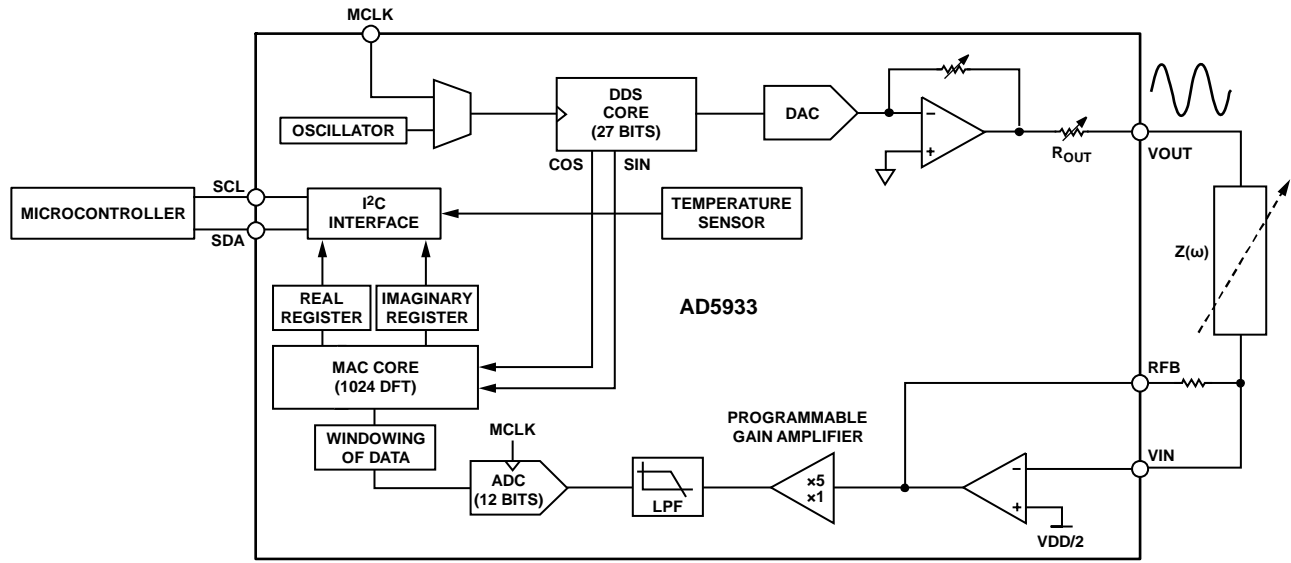 MCLK
OSCILLATOR
DDS
CORE
(27 BITS)
DAC
−
+
R_OUT
VOUT
COS
SIN
SCL
SDA
MICROCONTROLLER
I²C
INTERFACE
TEMPERATURE
SENSOR
Z(ω)
REAL
REGISTER
IMAGINARY
REGISTER
AD5933
MAC CORE
(1024 DFT)
RFB
PROGRAMMABLE
GAIN AMPLIFIER
WINDOWING
OF DATA
MCLK
ADC
(12 BITS)
LPF
×5
×1
−
+
VIN
VDD/2